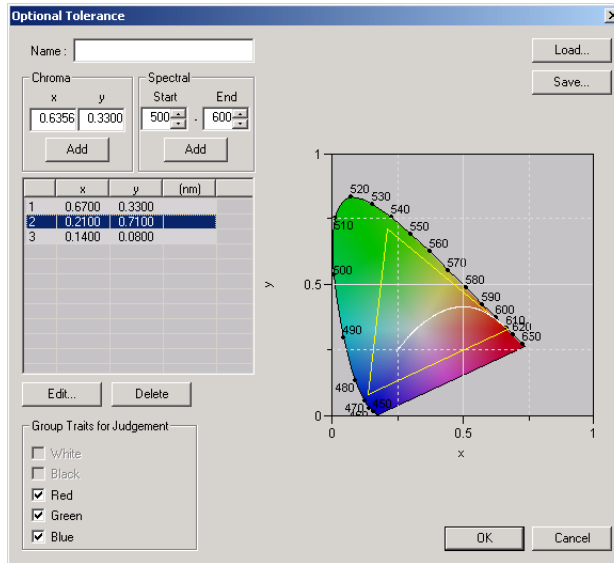 Optional Tolerance
Name :
Load...
Save...
Chroma
x y
0.6356 0.3300
Add
Spectral
Start End
500 - 600
Add
x y (nm)
1 0.6700 0.3300
2 0.2100 0.7100
3 0.1400 0.0800
Edit... Delete
Group Traits for Judgement
White
Black
Red
Green
Blue
1
0.5
0
y
520
530
540
510
550
560
570
500
580
590
600
610
620
650
490
480
470
450
0 0.5 1
x
OK Cancel